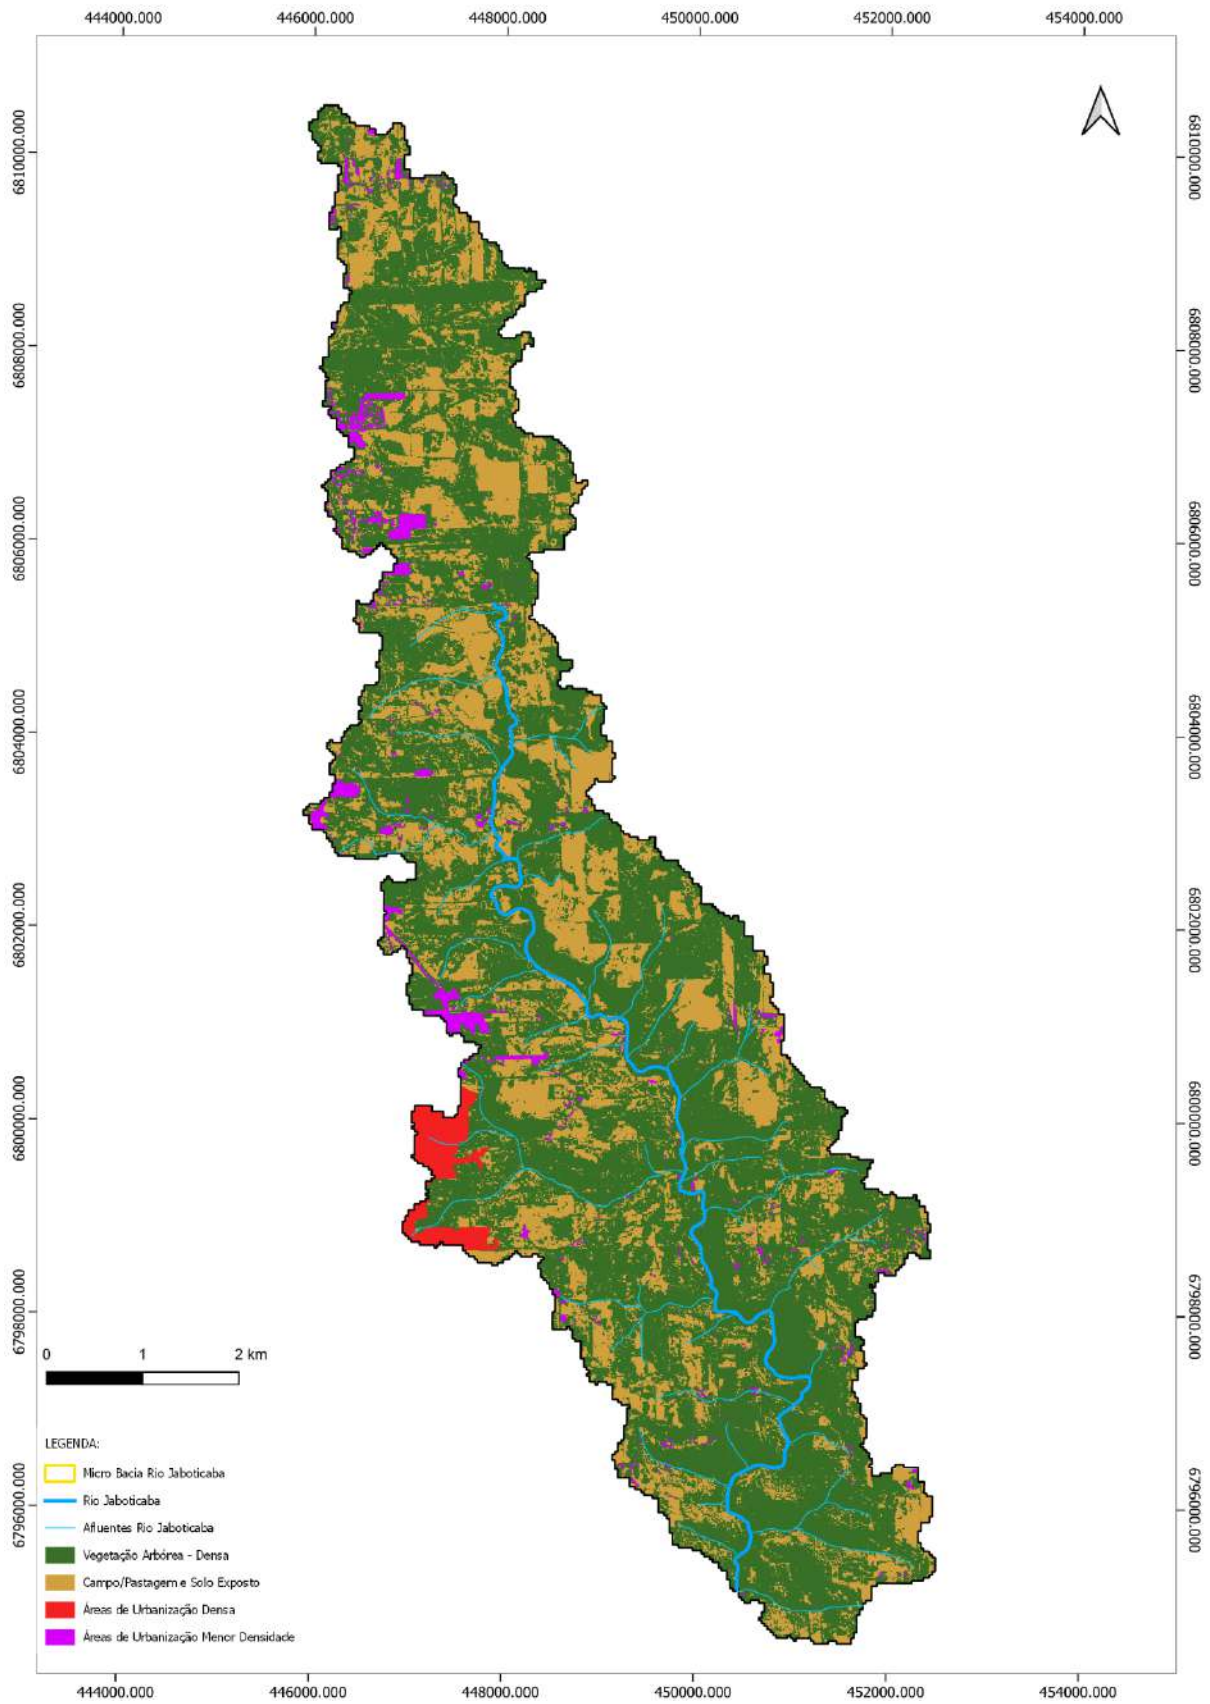 444000.000 446000.000 448000.000 450000.000 452000.000 454000.000
6810000.000
6810000.000
6808000.000
6808000.000
6806000.000
6806000.000
6804000.000
6804000.000
6802000.000
6802000.000
6800000.000
6800000.000
6798000.000
6798000.000
0 1 2 km
LEGENDA:
Micro Bacia Rio Jaboticaba
Rio Jaboticaba
Afluentes Rio Jaboticaba
Vegetação Arbórea - Densa
Campo/Pastagem e Solo Exposto
Áreas de Urbanização Densa
Áreas de Urbanização Menor Densidade
6796000.000
6796000.000
444000.000 446000.000 448000.000 450000.000 452000.000 454000.000